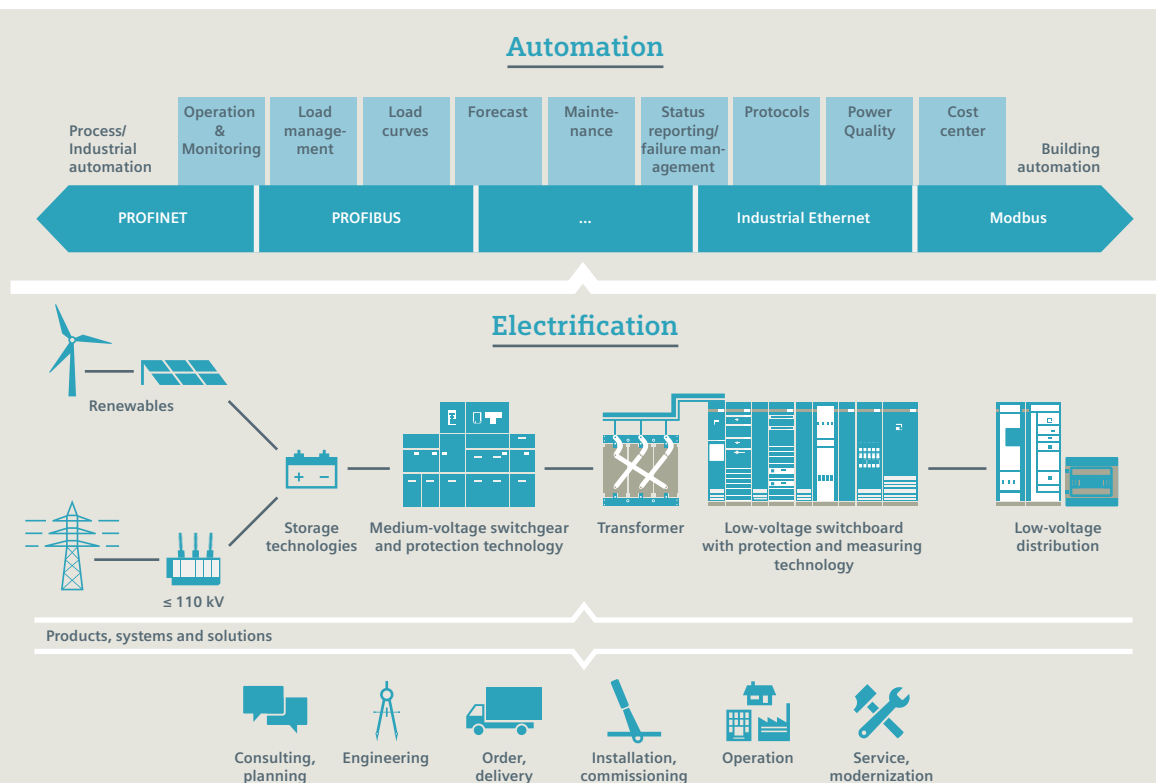 Automation
Process/
Industrial
automation
Operation
&
Monitoring
Load
manage-
ment
Load
curves
Forecast
Mainte-
nance
Status
reporting/
failure man-
agement
Protocols
Power
Quality
Cost
center
Building
automation
PROFINET
PROFIBUS
...
Industrial Ethernet
Modbus
Electrification
Renewables
≤ 110 kV
Storage
technologies
Medium-voltage switchgear
and protection technology
Transformer
Low-voltage switchboard
with protection and measuring
technology
Low-voltage
distribution
Products, systems and solutions
Consulting,
planning
Engineering
Order,
delivery
Installation,
commissioning
Operation
Service,
modernization